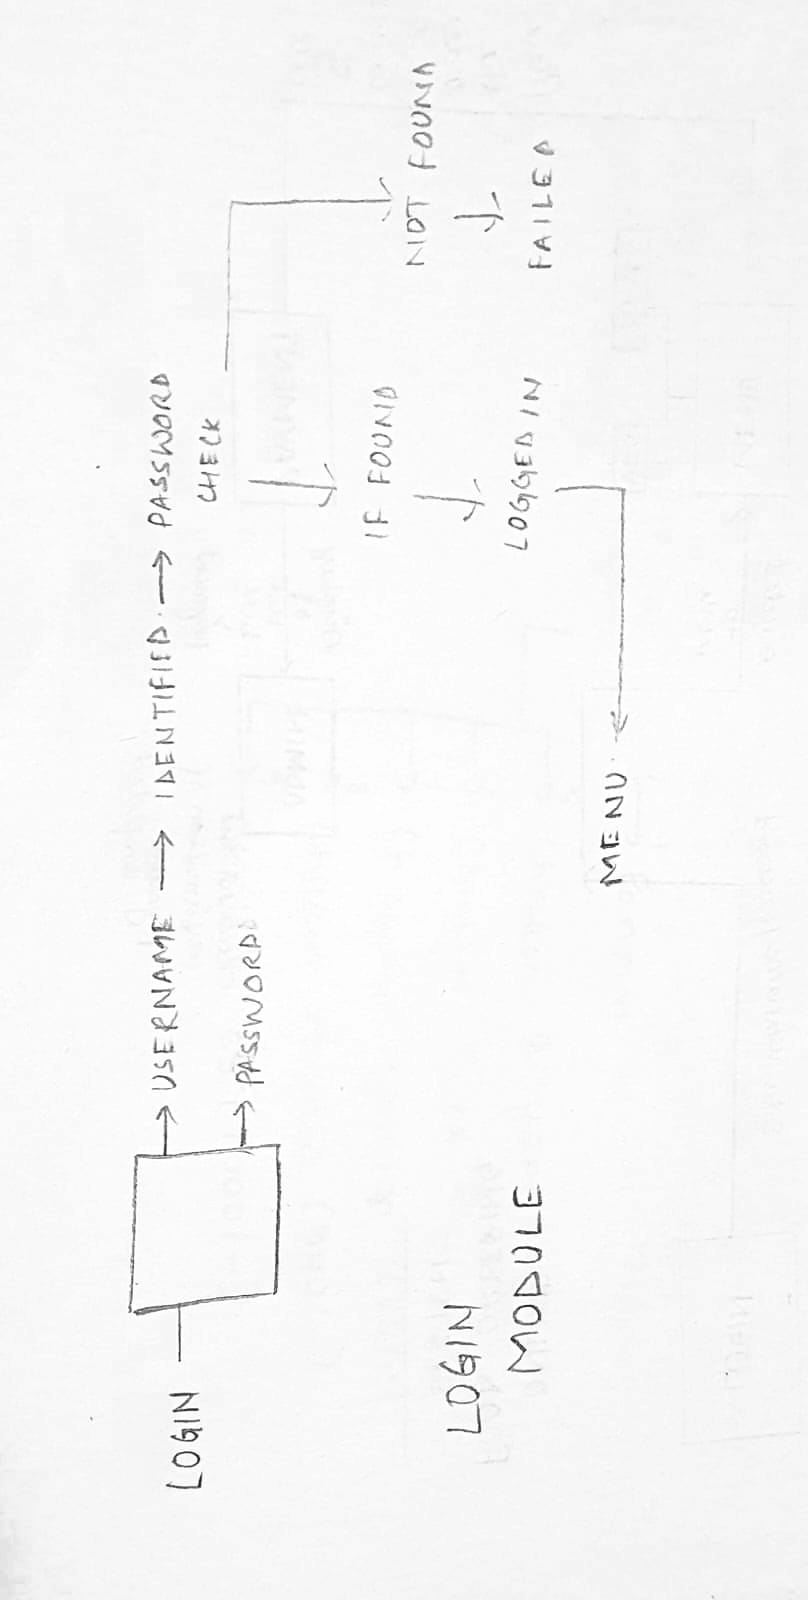 LOGIN
USERNAME
IDENTIFIED
PASSWORD
CHECK
PASSWORD
IF FOUND
NOT FOUND
LOGGED IN
FAILED
MENU
LOGIN
MODULE